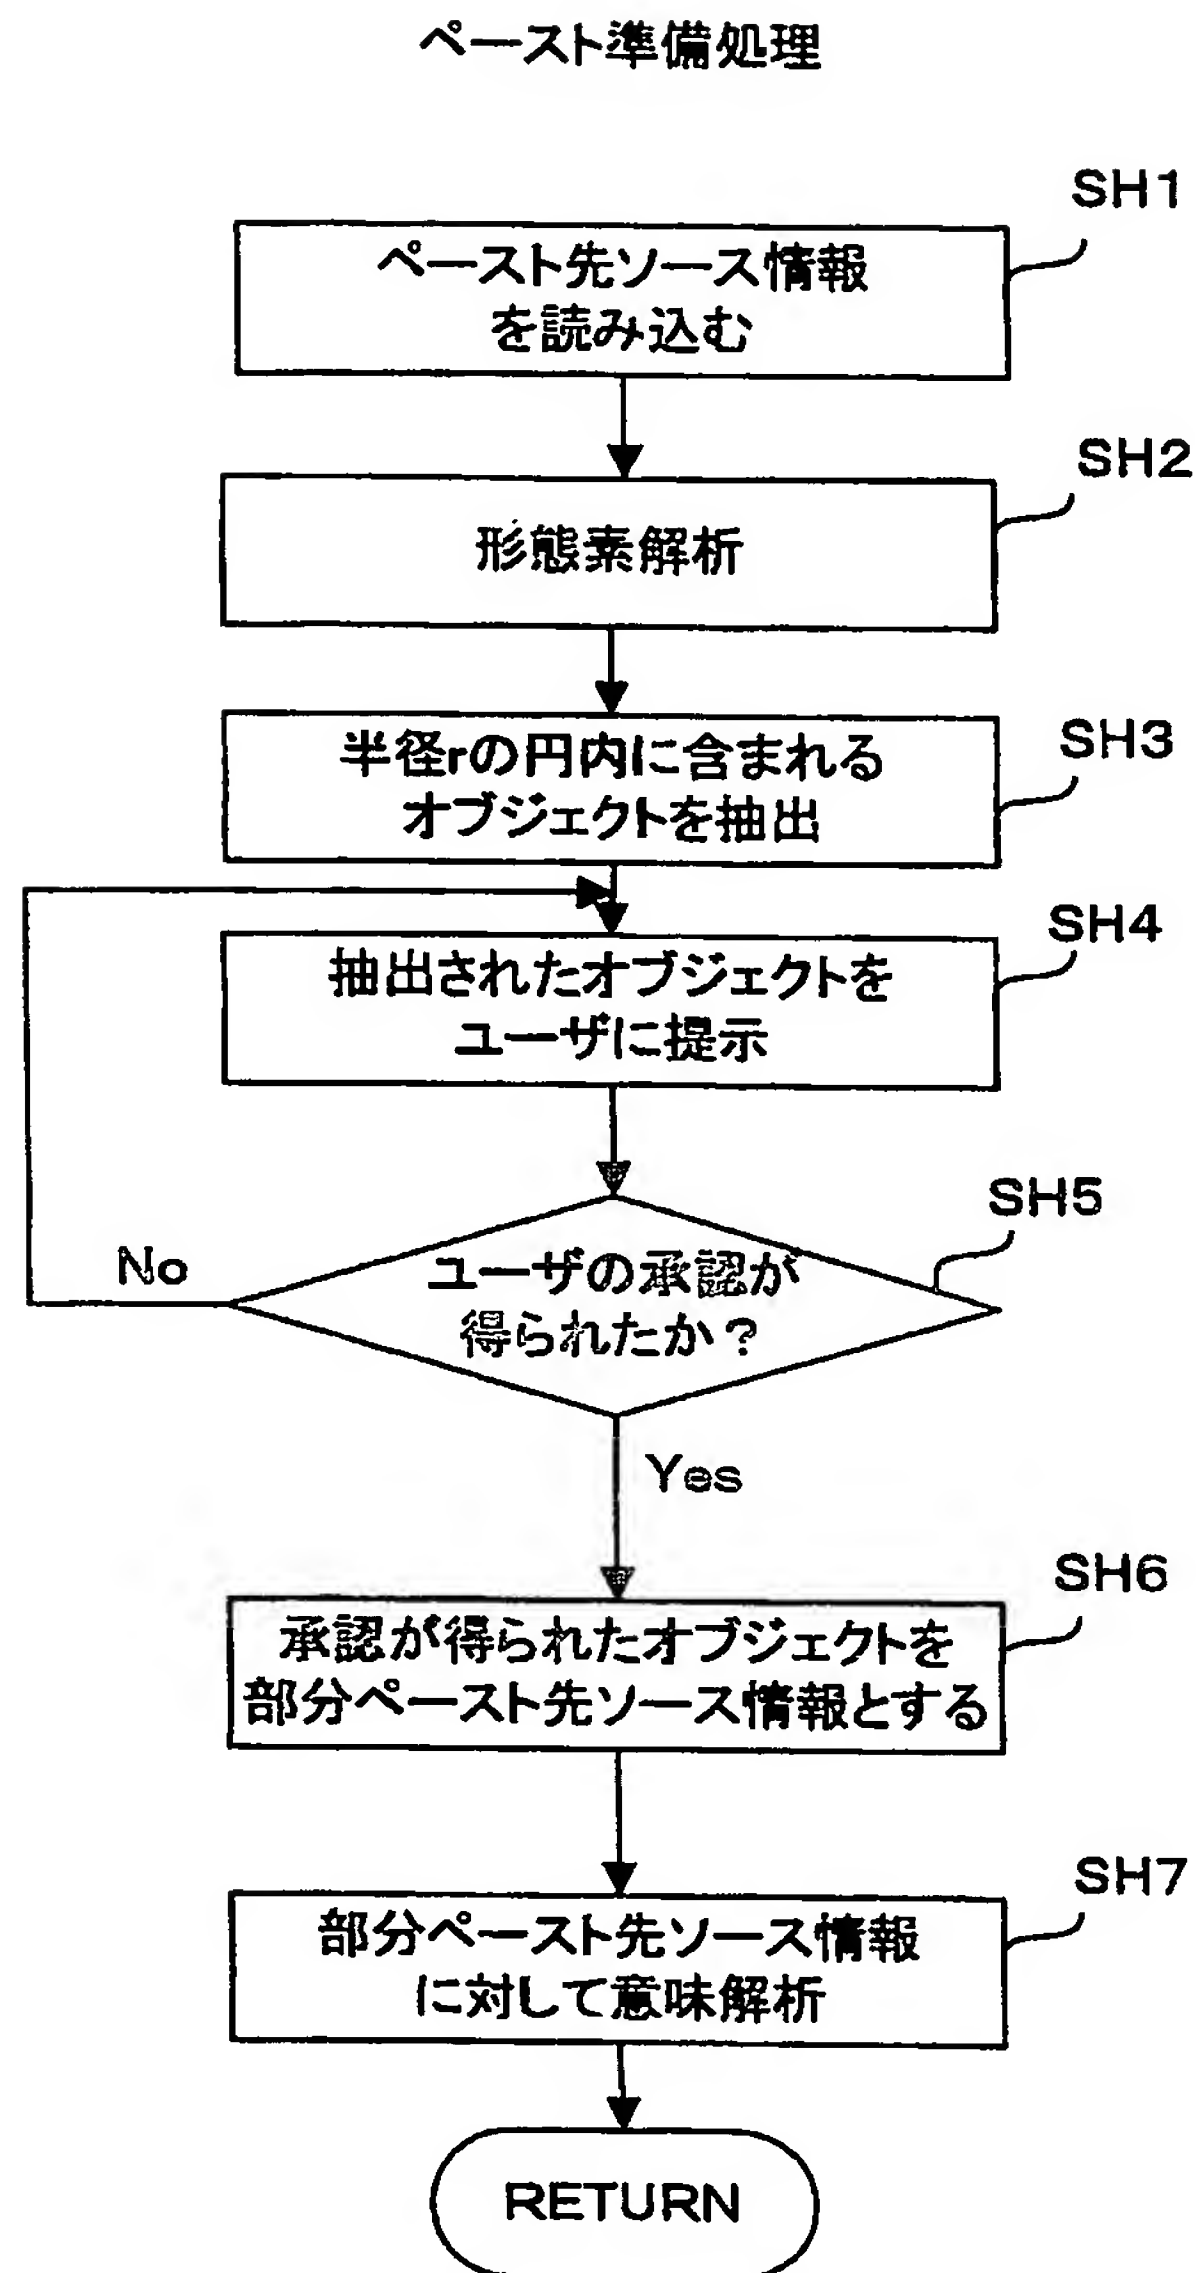 ペースト準備処理
SH1
ペースト先ソース情報
を読み込む
SH2
形態素解析
SH3
半径rの円内に含まれる
オブジェクトを抽出
SH4
抽出されたオブジェクトを
ユーザに提示
SH5
No
ユーザの承認が
得られたか？
Yes
SH6
承認が得られたオブジェクトを
部分ペースト先ソース情報とする
SH7
部分ペースト先ソース情報
に対して意味解析
RETURN